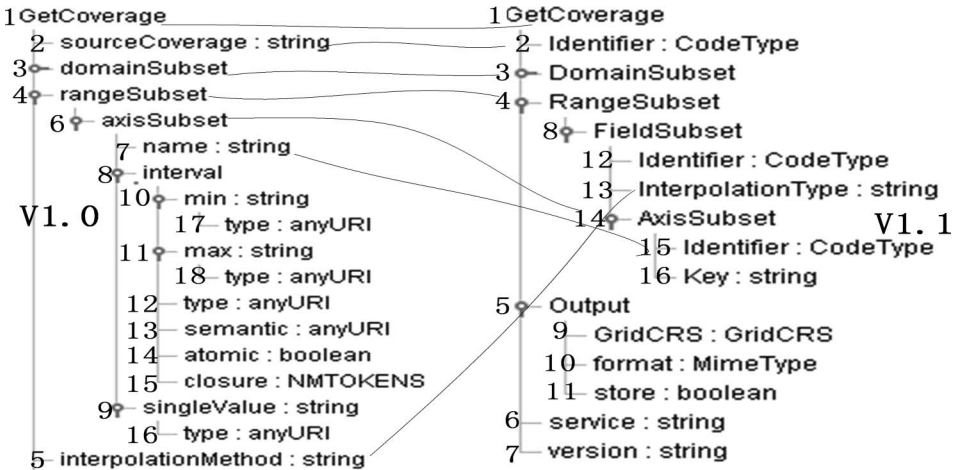 1GetCoverage
2 sourceCoverage : string
3 domainSubset
4 rangeSubset
6 axisSubset
7 name : string
8 interval
10 min : string
17 type : anyURI
11 max : string
18 type : anyURI
12 type : anyURI
13 semantic : anyURI
14 atomic : boolean
15 closure : NMTOKENS
9 singleValue : string
16 type : anyURI
5 interpolationMethod : string
V1.0
1GetCoverage
2 Identifier : CodeType
3 DomainSubset
4 RangeSubset
8 FieldSubset
12 Identifier : CodeType
13 InterpolationType : string
14 AxisSubset
15 Identifier : CodeType
16 Key : string
5 Output
9 GridCRS : GridCRS
10 format : MimeType
11 store : boolean
6 service : string
7 version : string
V1.1